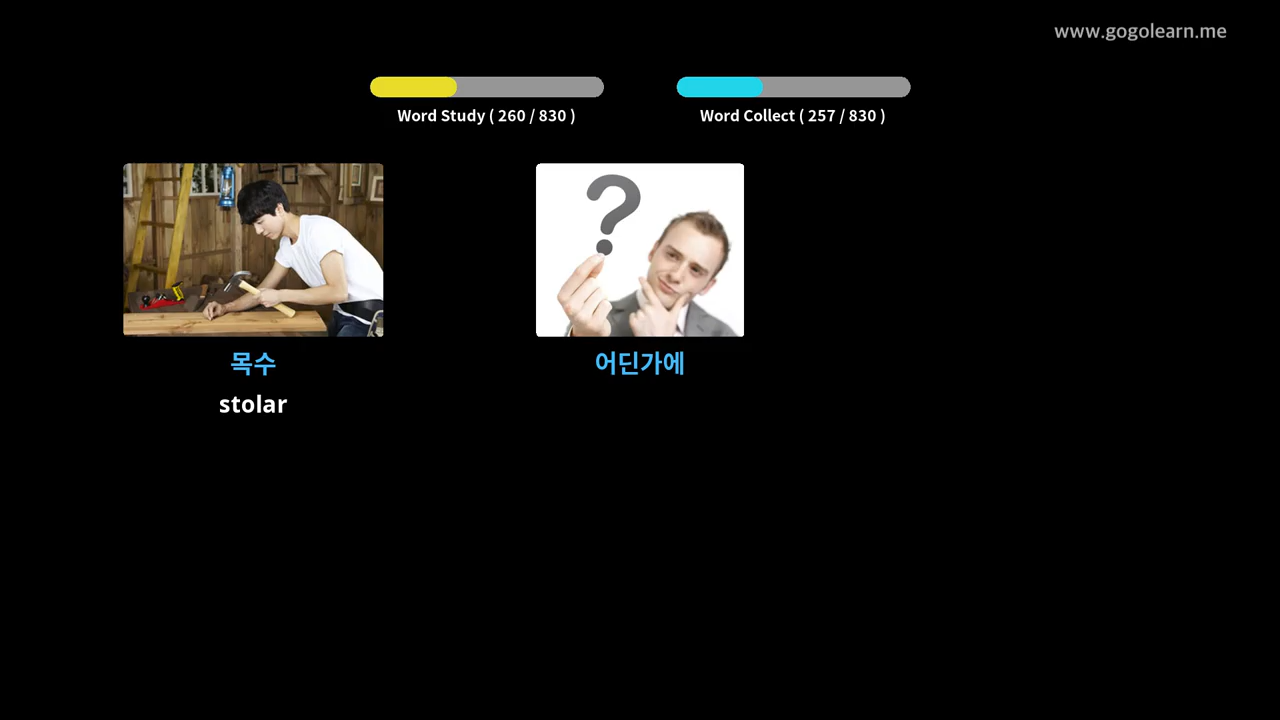 www.gogolearn.me
Word Study ( 260 / 830 )
Word Collect ( 257 / 830 )
목수
stolar
어딘가에